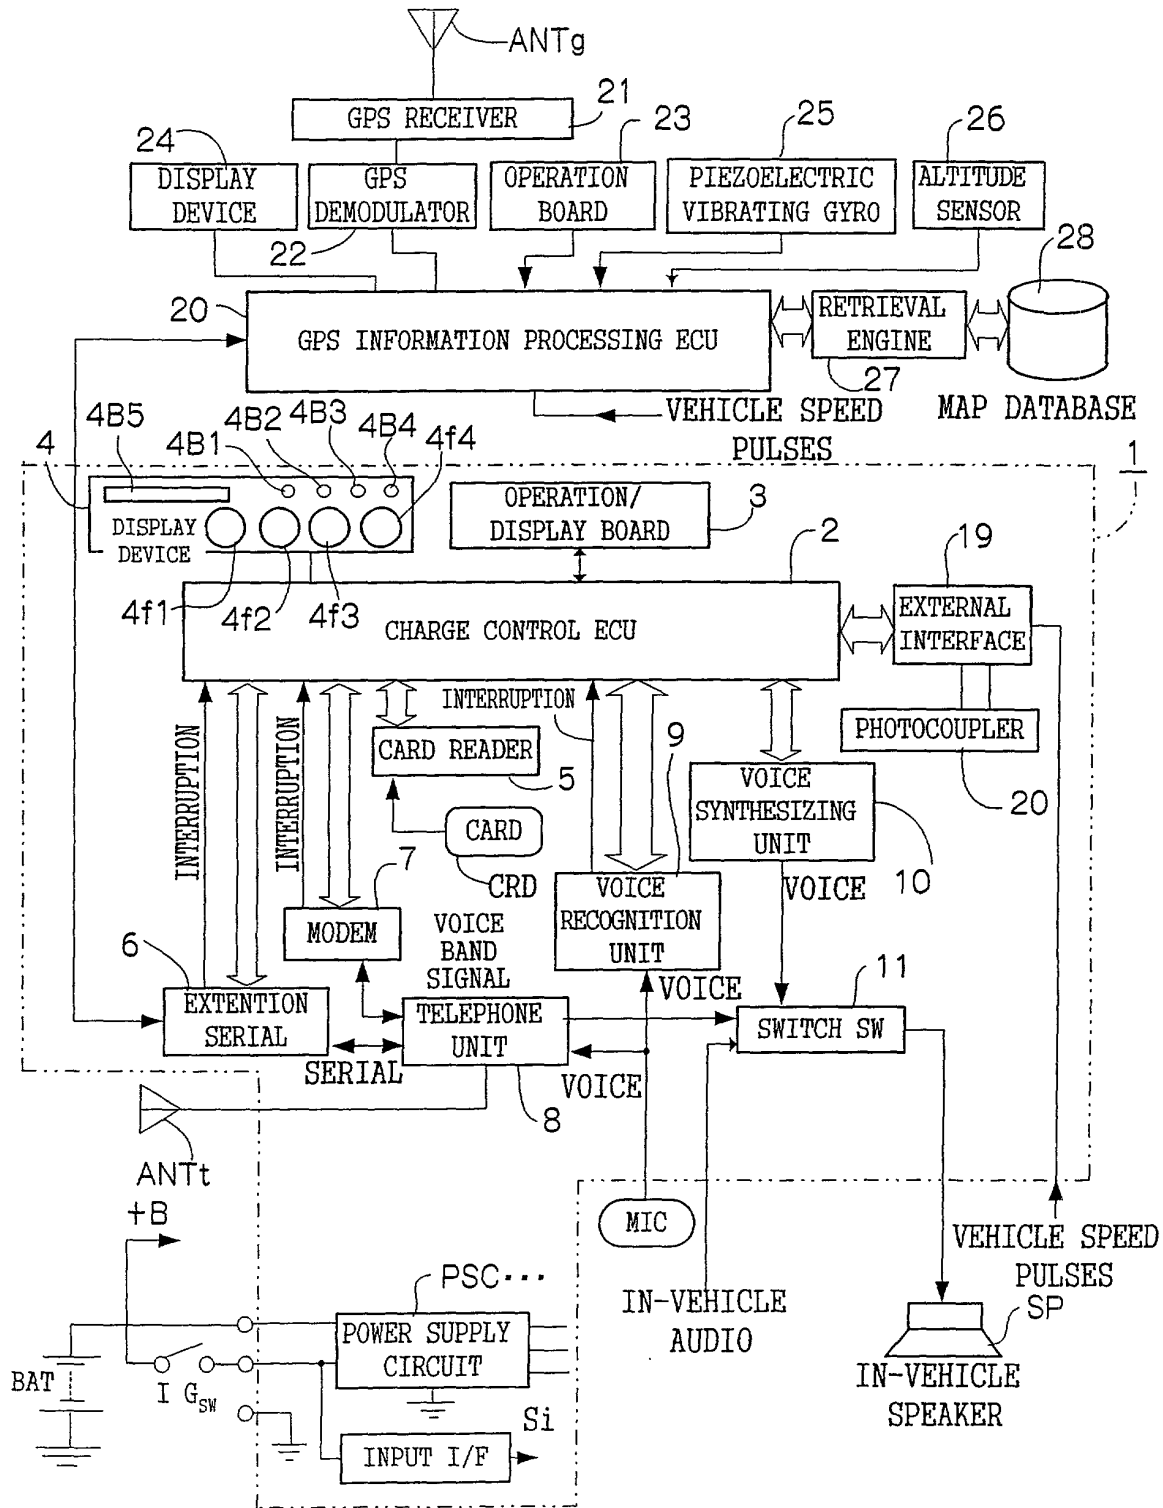 ANTg
21
GPS RECEIVER
24
23
25
26
DISPLAY
DEVICE
GPS
DEMODULATOR
OPERATION
BOARD
PIEZOELECTRIC
VIBRATING GYRO
ALTITUDE
SENSOR
22
28
20
GPS INFORMATION PROCESSING ECU
RETRIEVAL
ENGINE
27
VEHICLE SPEED
PULSES
MAP DATABASE
4
4B5
4B1
4B2
4B3
4B4
4f4
1
DISPLAY
DEVICE
OPERATION/
DISPLAY BOARD
3
2
19
4f1
4f2
4f3
CHARGE CONTROL ECU
EXTERNAL
INTERFACE
INTERRUPTION
INTERRUPTION
INTERRUPTION
CARD READER
5
9
PHOTOCOUPLER
20
VOICE
SYNTHESIZING
UNIT
10
CARD
CRD
7
VOICE
RECOGNITION
UNIT
VOICE
MODEM
VOICE
BAND
SIGNAL
6
11
EXTENTION
SERIAL
TELEPHONE
UNIT
VOICE
SWITCH SW
SERIAL
VOICE
8
ANTt
+B
MIC
VEHICLE SPEED
PULSES
PSC···
IN-VEHICLE
AUDIO
SP
POWER SUPPLY
CIRCUIT
BAT
I GSW
IN-VEHICLE
SPEAKER
Si
INPUT I/F